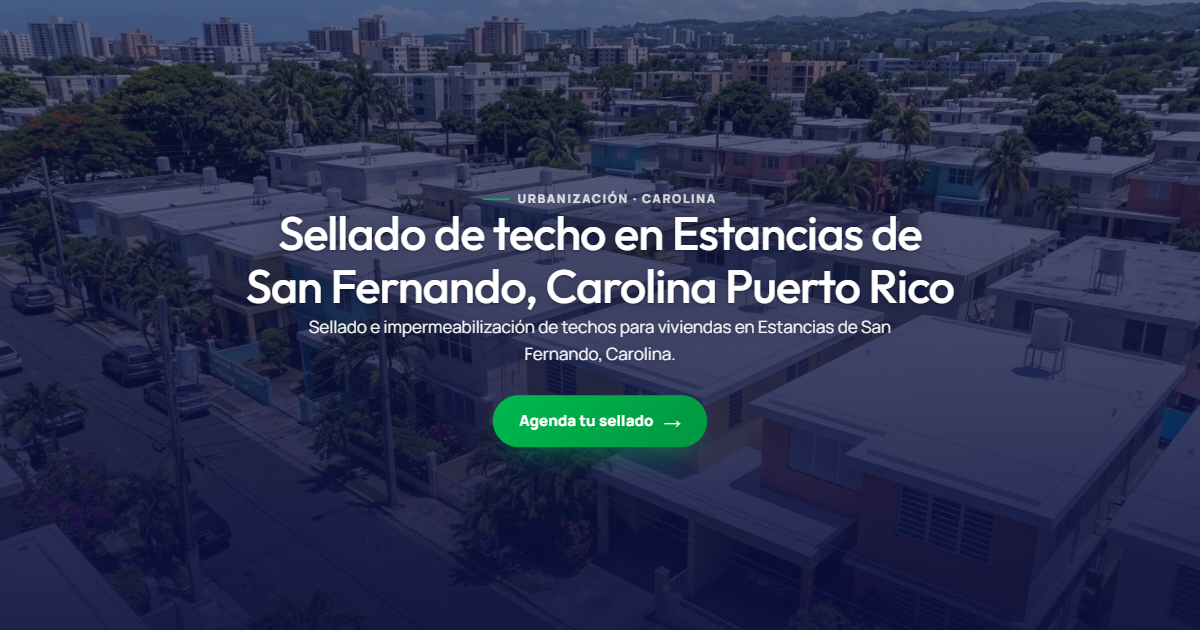 URBANIZACIÓN · CAROLINA
Sellado de techo en Estancias de
San Fernando, Carolina Puerto Rico
Sellado e impermeabilización de techos para viviendas en Estancias de San
Fernando, Carolina.
Agenda tu sellado →